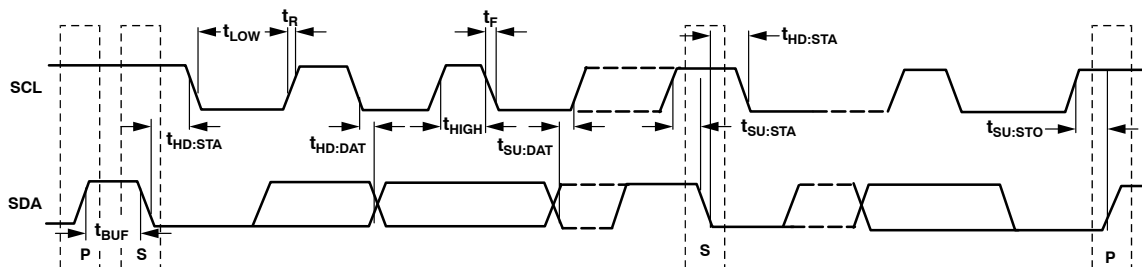 tR
tF
tLOW
tHD:STA
SCL
tHD:STA
tHD:DAT
tHIGH
tSU:DAT
tSU:STA
tSU:STO
SDA
tBUF
P
S
S
P